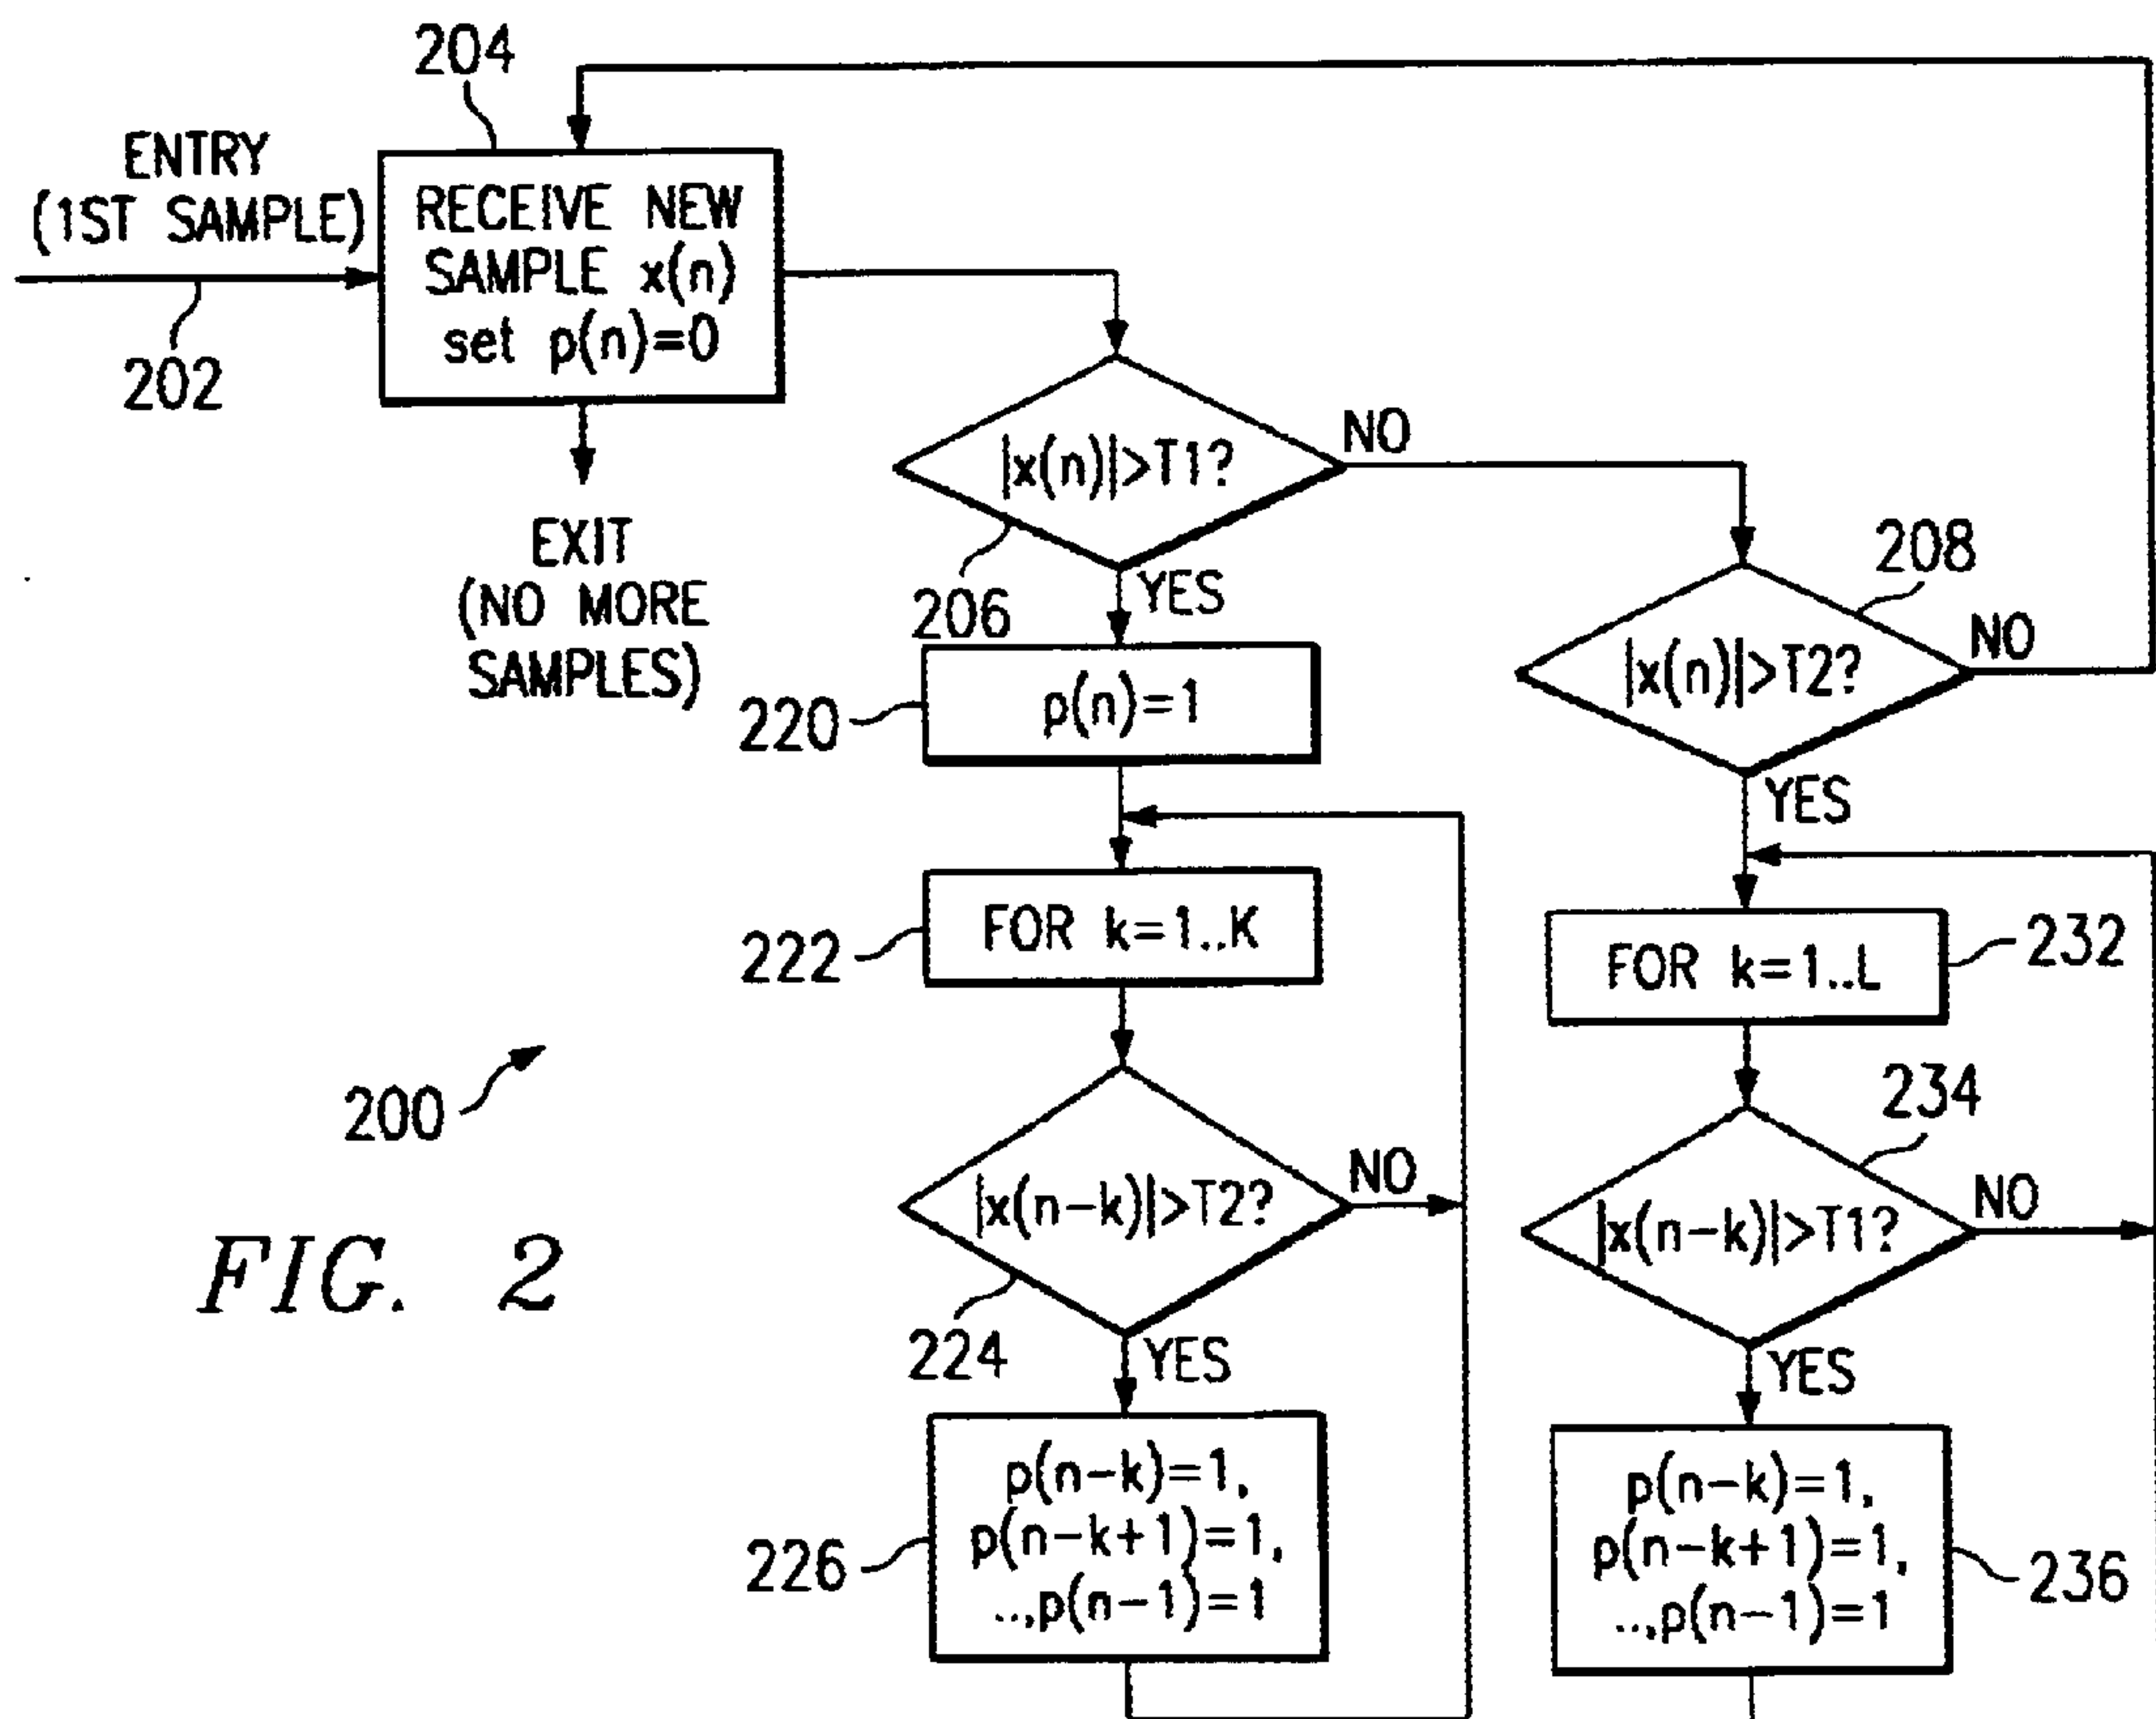 204
ENTRY
(1ST SAMPLE)
202
RECEIVE NEW
SAMPLE x(n)
set p(n)=0
EXIT
(NO MORE
SAMPLES)
|x(n)|>T1?
NO
206
YES
208
|x(n)|>T2?
NO
YES
220
p(n)=1
222
FOR k=1..K
FOR k=1..L
232
200
|x(n-k)|>T2?
NO
224
YES
234
|x(n-k)|>T1?
NO
YES
FIG. 2
226
p(n-k)=1,
p(n-k+1)=1,
..,p(n-1)=1
p(n-k)=1,
p(n-k+1)=1,
..,p(n-1)=1
236